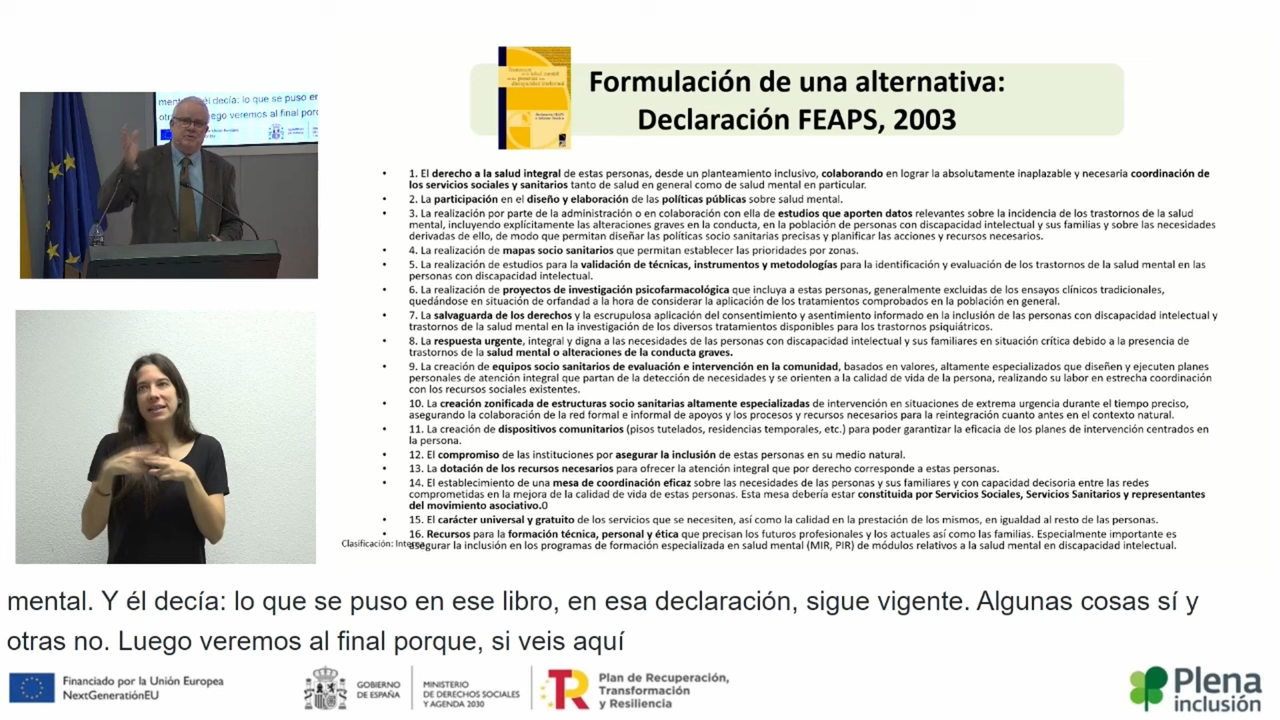 Formulación de una alternativa:
Declaración FEAPS, 2003
• 1. El derecho a la salud integral de estas personas, desde un planteamiento inclusivo, colaborando en lograr la absolutamente inaplazable y necesaria coordinación de
los servicios sociales y sanitarios tanto de salud en general como de salud mental en particular.
• 2. La participación en el diseño y elaboración de las políticas públicas sobre salud mental.
• 3. La realización por parte de la administración o en colaboración con ella de estudios que aporten datos relevantes sobre la incidencia de los trastornos de la salud
mental, incluyendo explícitamente las alteraciones graves en la conducta, en la población de personas con discapacidad intelectual y sus familias y sobre las necesidades
derivadas de ello, de modo que permitan diseñar las políticas socio sanitarias precisas y planificar las acciones y recursos necesarios.
• 4. La realización de mapas socio sanitarios que permitan establecer las prioridades por zonas.
• 5. La realización de estudios para la validación de técnicas, instrumentos y metodologías para la identificación y evaluación de los trastornos de la salud mental en las
personas con discapacidad intelectual.
• 6. La realización de proyectos de investigación psicofarmacológica que incluya a estas personas, generalmente excluidas de los ensayos clínicos tradicionales,
quedándose en situación de orfandad a la hora de considerar la aplicación de los tratamientos comprobados en la población en general.
• 7. La salvaguarda de los derechos y la escrupulosa aplicación del consentimiento y asentimiento informado en la inclusión de las personas con discapacidad intelectual y
trastornos de la salud mental en la investigación de los diversos tratamientos disponibles para los trastornos psiquiátricos.
• 8. La respuesta urgente, integral y digna a las necesidades de las personas con discapacidad intelectual y sus familiares en situación crítica debido a la presencia de
trastornos de la salud mental o alteraciones de la conducta graves.
• 9. La creación de equipos socio sanitarios de evaluación e intervención en la comunidad, basados en valores, altamente especializados que diseñen y ejecuten planes
personales de atención integral que partan de la detección de necesidades y se orienten a la calidad de vida de la persona, realizando su labor en estrecha coordinación
con los recursos sociales existentes.
• 10. La creación zonificada de estructuras socio sanitarias altamente especializadas de intervención en situaciones de extrema urgencia durante el tiempo preciso,
asegurando la colaboración de la red formal e informal de apoyos y los procesos y recursos necesarios para la reintegración cuanto antes en el contexto natural.
• 11. La creación de dispositivos comunitarios (pisos tutelados, residencias temporales, etc.) para poder garantizar la eficacia de los planes de intervención centrados en
la persona.
• 12. El compromiso de las instituciones por asegurar la inclusión de estas personas en su medio natural.
• 13. La dotación de los recursos necesarios para ofrecer la atención integral que por derecho corresponde a estas personas.
• 14. El establecimiento de una mesa de coordinación eficaz sobre las necesidades de las personas y sus familiares y con capacidad decisoria entre las redes
comprometidas en la mejora de la calidad de vida de estas personas. Esta mesa debería estar constituida por Servicios Sociales, Servicios Sanitarios y representantes
del movimiento asociativo.0
• 15. El carácter universal y gratuito de los servicios que se necesiten, así como la calidad en la prestación de los mismos, en igualdad al resto de las personas.
• 16. Recursos para la formación técnica, personal y ética que precisan los futuros profesionales y los actuales así como las familias. Especialmente importante es
asegurar la inclusión en los programas de formación especializada en salud mental (MIR, PIR) de módulos relativos a la salud mental en discapacidad intelectual.
Clasificación:
mental. Y él decía: lo que se puso en ese libro, en esa declaración, sigue vigente. Algunas cosas sí y
otras no. Luego veremos al final porque, si veis aquí
Financiado por la Unión Europea
NextGenerationEU
GOBIERNO
DE ESPAÑA
MINISTERIO
DE DERECHOS SOCIALES
Y AGENDA 2030
Plan de Recuperación,
Transformación
y Resiliencia
Plena
inclusión